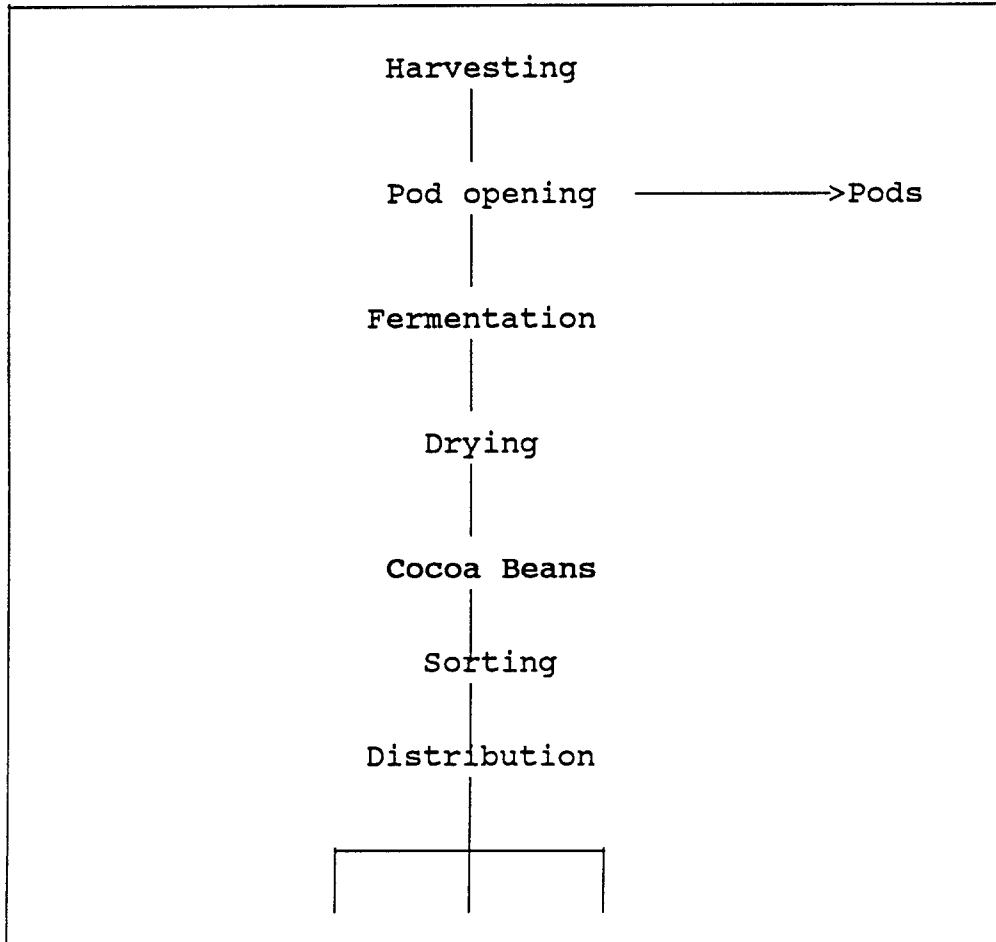 Harvesting
Pod opening ———>Pods
Fermentation
Drying
Cocoa Beans
Sorting
Distribution